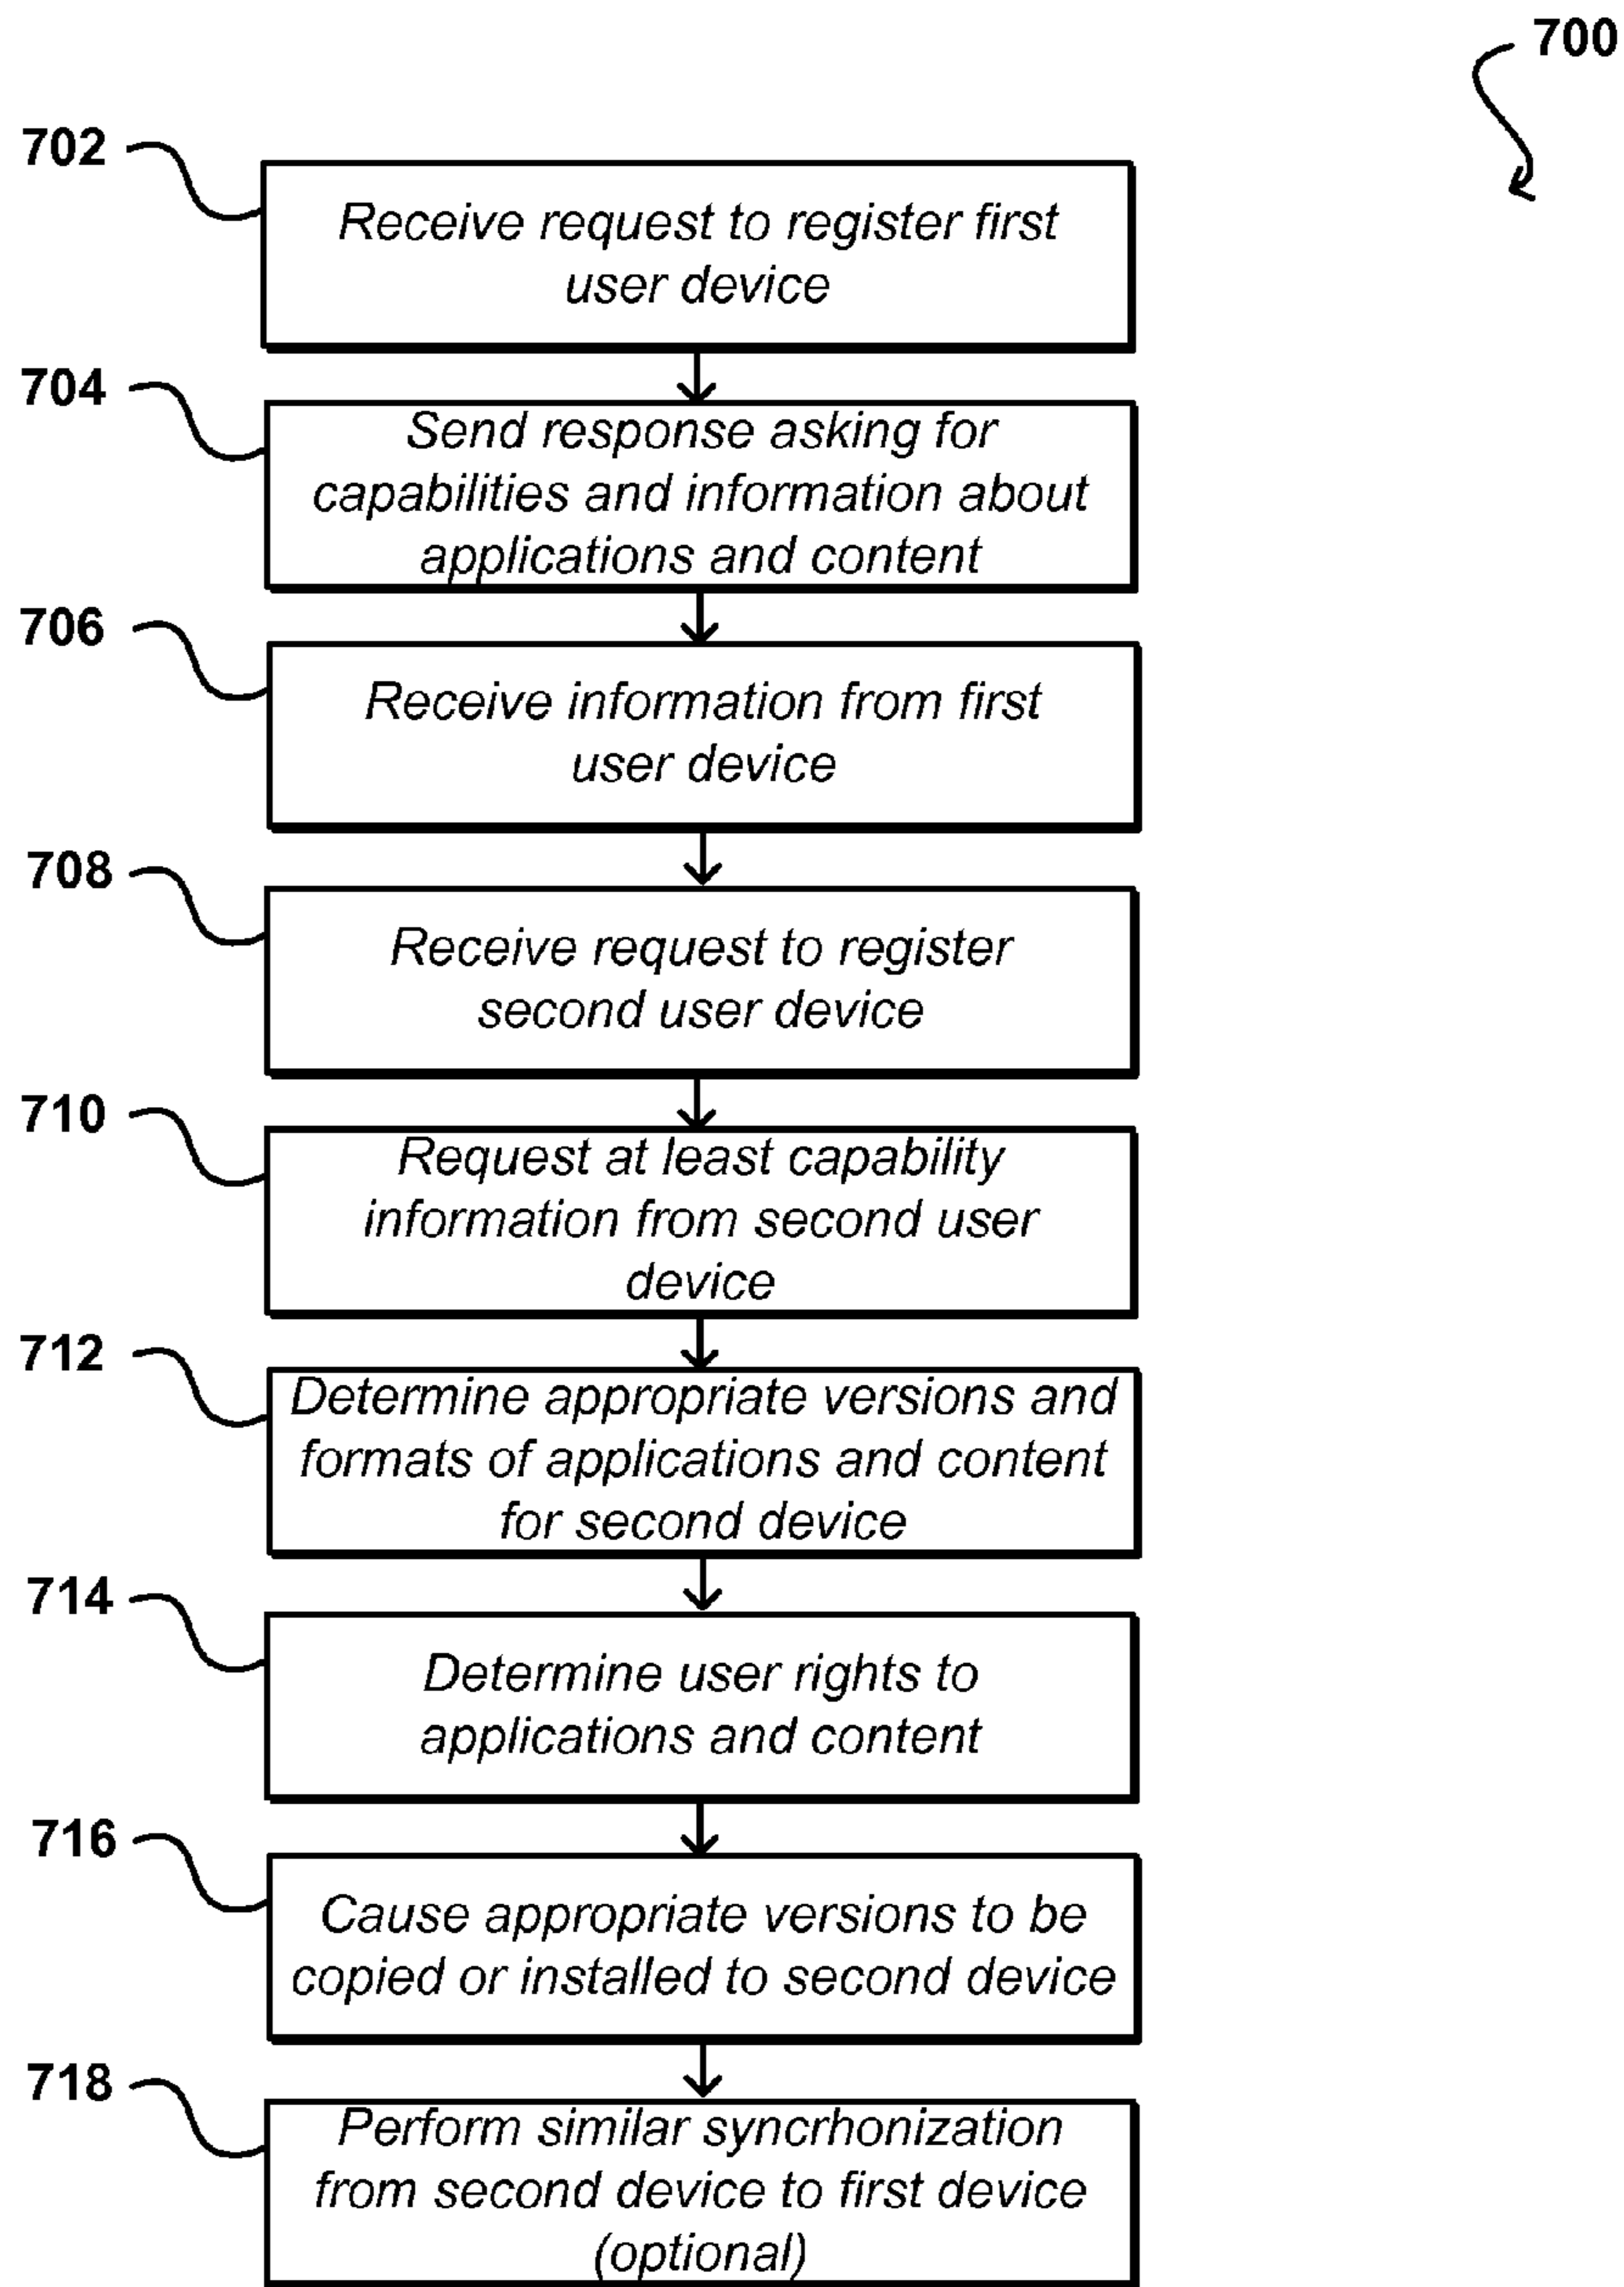 700
702
Receive request to register first
user device
704
Send response asking for
capabilities and information about
applications and content
706
Receive information from first
user device
708
Receive request to register
second user device
710
Request at least capability
information from second user
device
712
Determine appropriate versions and
formats of applications and content
for second device
714
Determine user rights to
applications and content
716
Cause appropriate versions to be
copied or installed to second device
718
Perform similar syncrhonization
from second device to first device
(optional)